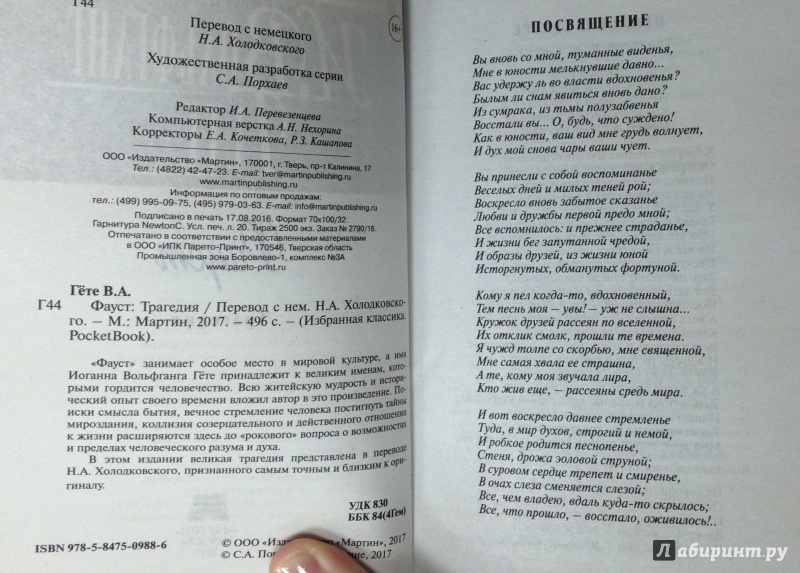 Г44
Перевод с немецкого
Н.А. Холодковского
16+
Художественная разработка серии
С.А. Порхаев
Редактор И.А. Перевезенцева
Компьютерная верстка А.Н. Нехорина
Корректоры Е.А. Кочеткова, Р.З. Кашапова
ООО «Издательство «Мартин», 170001, г. Тверь, пр-т Калинина, 17
Тел.: (4822) 42-47-23. E-mail: tver@martinpublishing.ru
www.martinpublishing.ru
Информация по оптовым продажам:
тел.: (499) 995-09-75, (495) 979-03-63. E-mail: info@martinpublishing.ru
Подписано в печать 17.08.2016. Формат 70х100/32.
Гарнитура NewtonC. Усл. печ. л. 20. Тираж 2500 экз. Заказ № 2790/16.
Отпечатано в соответствии с предоставленными материалами
в ООО «ИПК Парето-Принт», 170546, Тверская область
Промышленная зона Боровлево-1, комплекс №3А
www.pareto-print.ru
Гёте В.А.
Г44 Фауст: Трагедия / Перевод с нем. Н.А. Холодковско-
го. – М.: Мартин, 2017. – 496 с. – (Избранная классика.
PocketBook).
«Фауст» занимает особое место в мировой культуре, а имя
Иоганна Вольфганга Гёте принадлежит к великим именам, кото-
рыми гордится человечество. Всю житейскую мудрость и истори-
ческий опыт своего времени вложил автор в это произведение. По-
иски смысла бытия, вечное стремление человека постигнуть тайны
мироздания, коллизия созерцательного и действенного отношения
к жизни расширяются здесь до «рокового» вопроса о возможностях
и пределах человеческого разума и духа.
В этом издании великая трагедия представлена в переводе
Н.А. Холодковского, признанного самым точным и близким к ори-
гиналу.
УДК 830
ББК 84(4Гем)
ISBN 978-5-8475-0988-6
© ООО «Изда «Мартин», 2017
© С.А. Пор ние, 2017
ПОСВЯЩЕНИЕ
Вы вновь со мной, туманные виденья,
Мне в юности мелькнувшие давно...
Вас удержу ль во власти вдохновенья?
Былым ли снам явиться вновь дано?
Из сумрака, из тьмы полузабвенья
Восстали вы... О, будь, что суждено!
Как в юности, ваш вид мне грудь волнует,
И дух мой снова чары ваши чует.
Вы принесли с собой воспоминанье
Веселых дней и милых теней рой;
Воскресло вновь забытое сказанье
Любви и дружбы первой предо мной;
Все вспомнилось: и прежнее страданье,
И жизни бег запутанной чредой,
И образы друзей, из жизни юной
Исторгнутых, обманутых фортуной.
Кому я пел когда-то, вдохновенный,
Тем песнь моя – увы! – уж не слышна...
Кружок друзей рассеян по вселенной,
Их отклик смолк, прошли те времена.
Я чужд толпе со скорбью, мне священной,
Мне самая хвала ее страшна,
А те, кому моя звучала лира,
Кто жив еще, – рассеяны средь мира.
И вот воскресло давнее стремленье
Туда, в мир духов, строгий и немой,
И робкое родится песнопенье,
Стеня, дрожа эоловой струной;
В суровом сердце трепет и смиренье,
В очах слеза сменяется слезой;
Все, чем владею, вдаль куда-то скрылось;
Все, что прошло, – восстало, оживилось!..
Лабиринт.ру